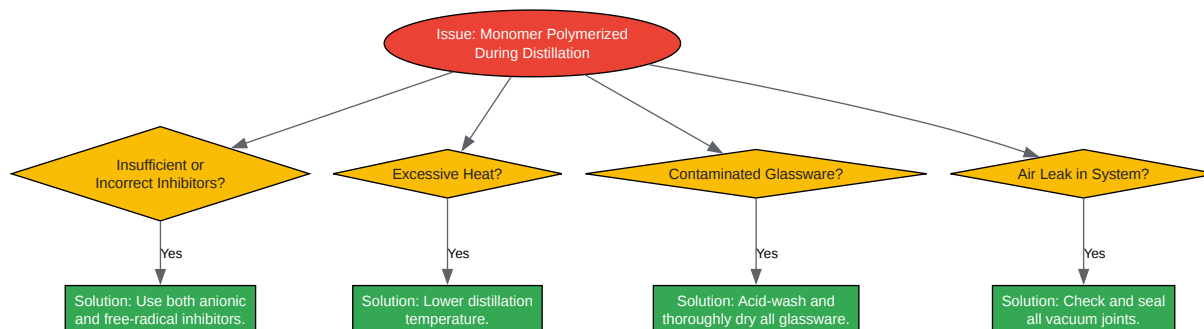 Issue: Monomer Polymerized
During Distillation
Insufficient or
Incorrect Inhibitors?
Excessive Heat?
Contaminated Glassware?
Air Leak in System?
Yes
Yes
Yes
Yes
Solution: Use both anionic
and free-radical inhibitors.
Solution: Lower distillation
temperature.
Solution: Acid-wash and
thoroughly dry all glassware.
Solution: Check and seal
all vacuum joints.